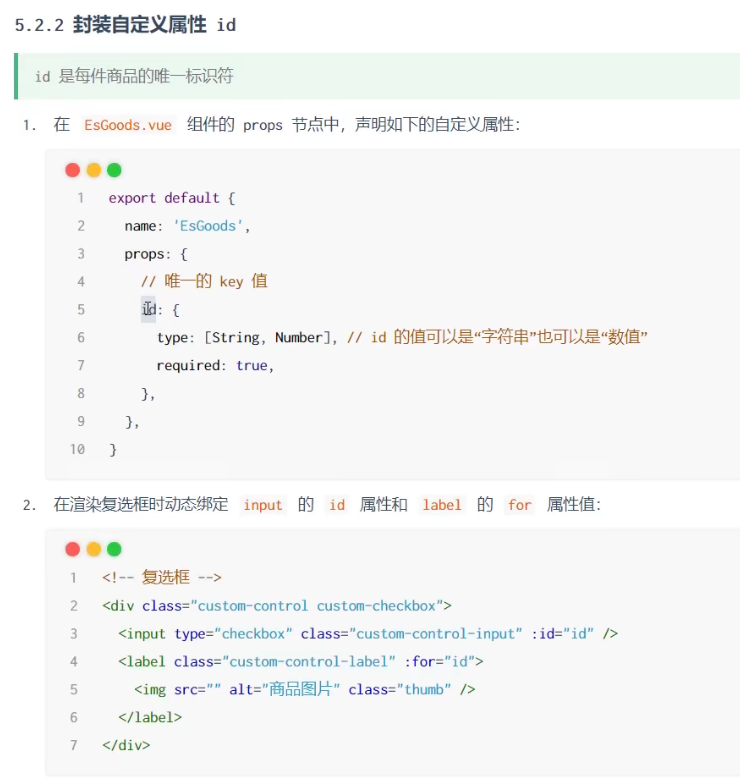 5.2.2 封装自定义属性 id
id 是每件商品的唯一标识符
1. 在 EsGoods.vue 组件的 props 节点中，声明如下的自定义属性：
1 export default {
2 name: 'EsGoods',
3 props: {
4 // 唯一的 key 值
5 id: {
6 type: [String, Number], // id 的值可以是“字符串”也可以是“数值”
7 required: true,
8 },
9 },
10 }
2. 在渲染复选框时动态绑定 input 的 id 属性和 label 的 for 属性值：
1 <!-- 复选框 -->
2 <div class="custom-control custom-checkbox">
3 <input type="checkbox" class="custom-control-input" :id="id" />
4 <label class="custom-control-label" :for="id">
5 <img src="" alt="商品图片" class="thumb" />
6 </label>
7 </div>